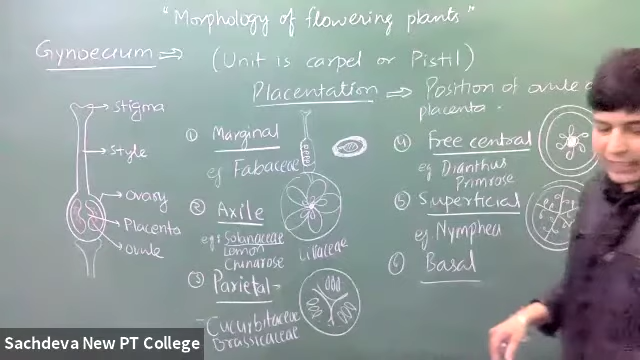 "Morphology of flowering plants"
Gynoecium ⇒ (Unit is carpel or Pistil)
Placentation ⇒ Position of ovule
placenta.
Stigma
Style
Ovary
Placenta
Ovule
① Marginal
eg Fabaceae
② Axile
eg: Solanaceae
Lemon
Chinarose
Liliaceae
③ Parietal-
- Cucurbitaceae
Brassicaceae
④ Free central
eg Dianthus
Primrose
⑤ Superficial
eg. Nymphea
⑥ Basal
Sachdeva New PT College